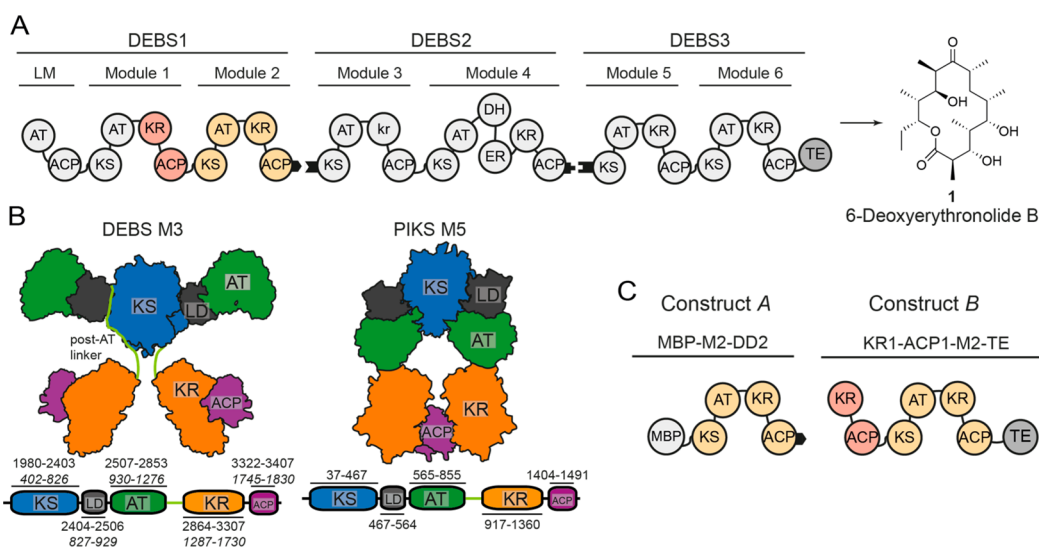 A
DEBS1 DEBS2 DEBS3
LM Module 1 Module 2 Module 3 Module 4 Module 5 Module 6
AT ACP KS AT KR ACP KS AT KR ACP KS AT kr ACP KS AT DH ER KR ACP KS AT KR ACP KS AT KR ACP TE
O
OH
O
O
OH
OH
1
6-Deoxyerythronolide B
B
DEBS M3
KS
LD
AT
post-AT
linker
KR
ACP
1980-2403 2507-2853 3322-3407
402-826 930-1276 1745-1830
KS LD AT KR ACP
2404-2506 2864-3307
827-929 1287-1730
PIKS M5
KS
LD
AT
KR
ACP
37-467 565-855 1404-1491
KS LD AT KR ACP
467-564 917-1360
C
Construct A Construct B
MBP-M2-DD2 KR1-ACP1-M2-TE
MBP KS AT KR ACP KR ACP KS AT KR ACP TE